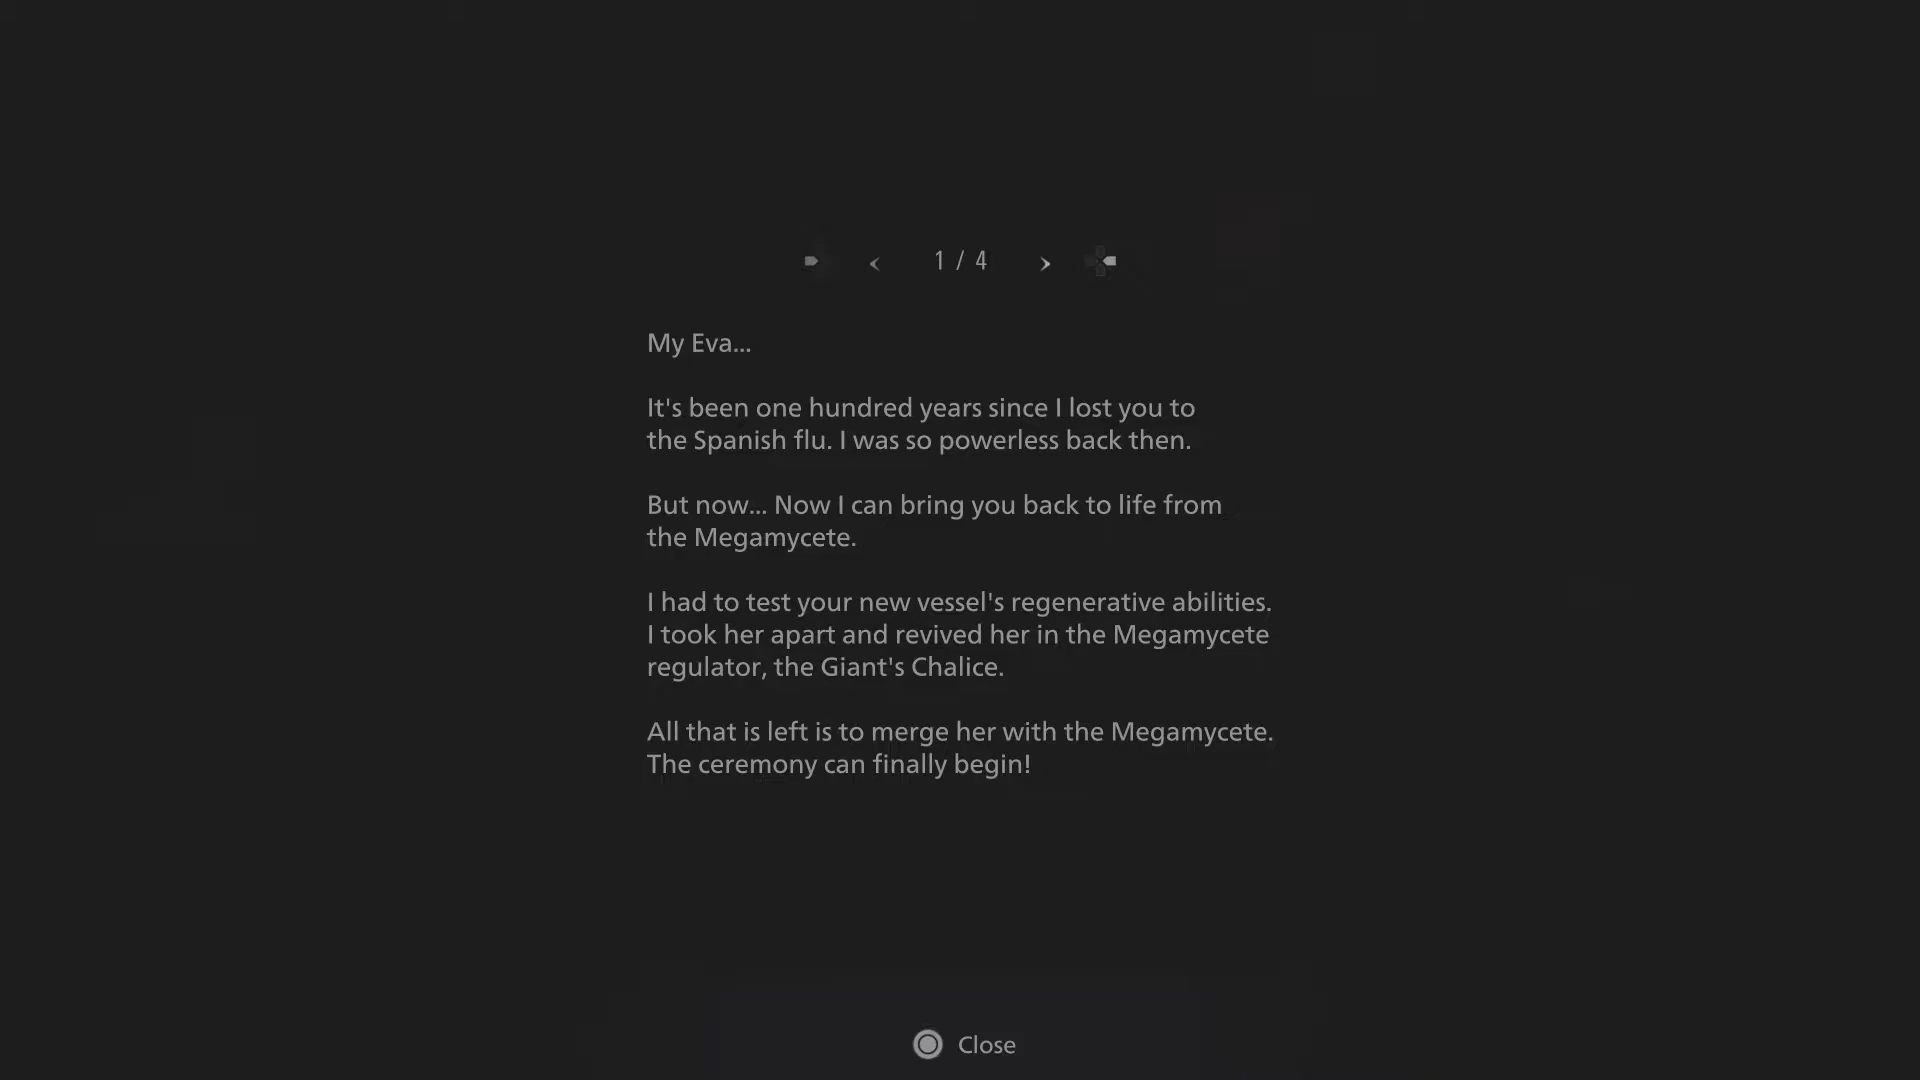 1 / 4
My Eva...
It's been one hundred years since I lost you to
the Spanish flu. I was so powerless back then.
But now... Now I can bring you back to life from
the Megamycete.
I had to test your new vessel's regenerative abilities.
I took her apart and revived her in the Megamycete
regulator, the Giant's Chalice.
All that is left is to merge her with the Megamycete.
The ceremony can finally begin!
Close